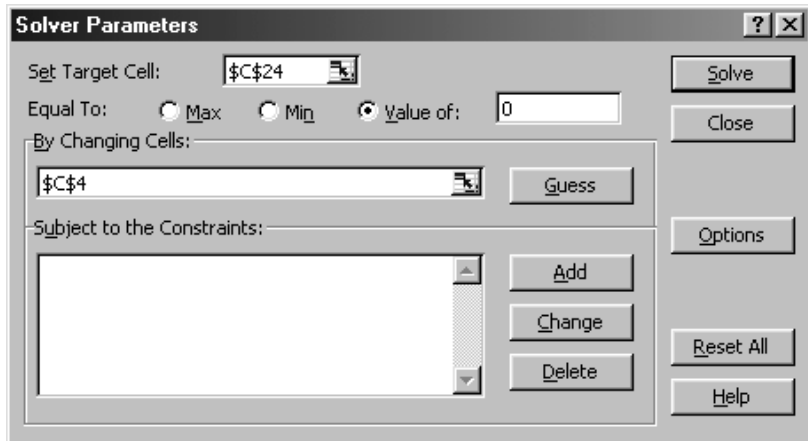 Solver Parameters ? ×
Set Target Cell: $C$24
Solve
Equal To: Max Min Value of: 0
Close
By Changing Cells:
$C$4
Guess
Subject to the Constraints:
Options
Add
Change
Reset All
Delete
Help